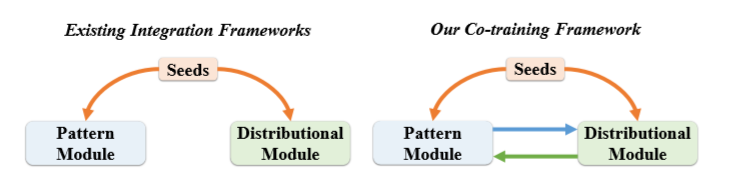 Existing Integration Frameworks
Seeds
Pattern
Module
Distributional
Module
Our Co-training Framework
Seeds
Pattern
Module
Distributional
Module